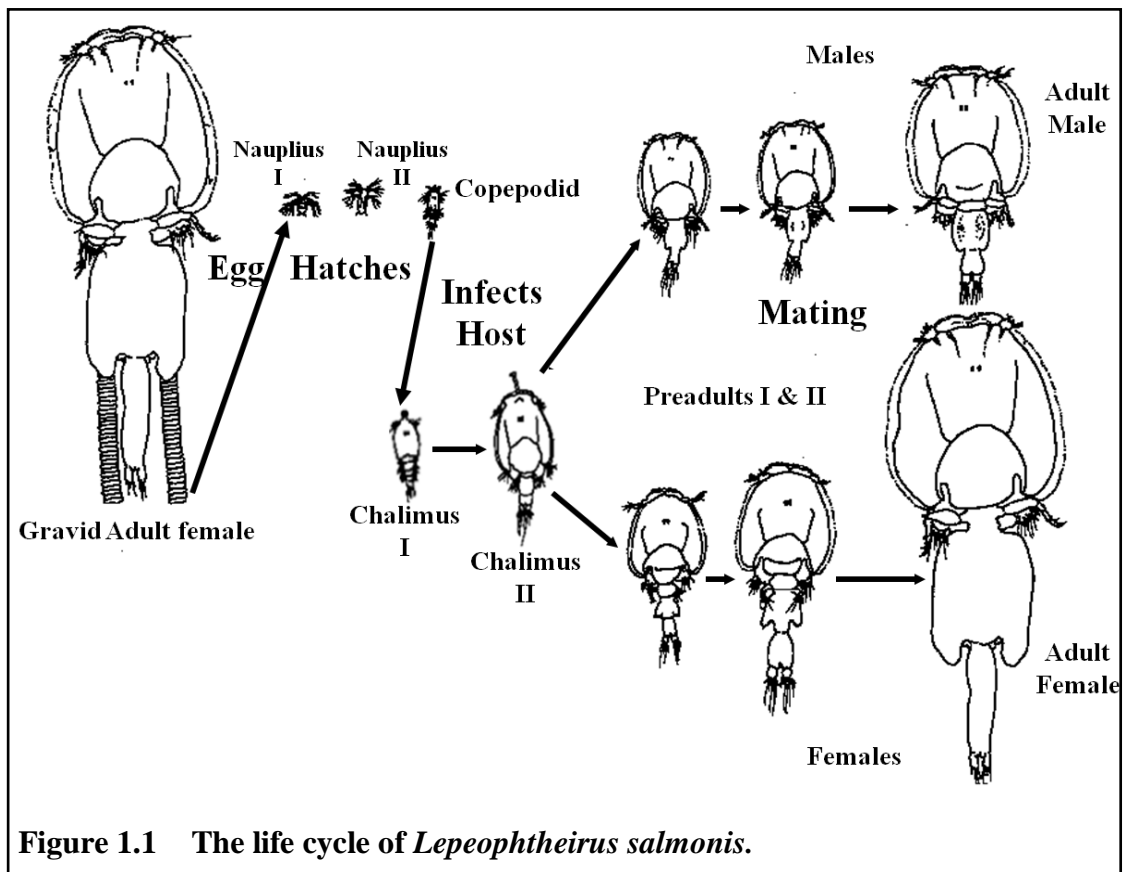 Males
Adult
Male
Nauplius
I
Nauplius
II
Copepodid
Egg Hatches
Infects
Host
Mating
Preadults I & II
Gravid Adult female
Chalimus
I
Chalimus
II
Adult
Female
Females
Figure 1.1 The life cycle of Lepeophtheirus salmonis.